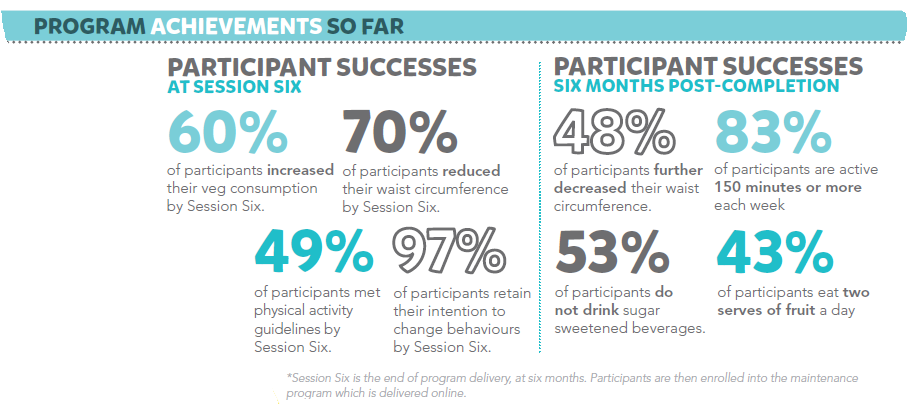 PROGRAM ACHIEVEMENTS SO FAR
PARTICIPANT SUCCESSES
AT SESSION SIX
60%
of participants increased
their veg consumption
by Session Six.
70%
of participants reduced
their waist circumference
by Session Six.
49%
of participants met
physical activity
guidelines by
Session Six.
97%
of participants retain
their intention to
change behaviours
by Session Six.
PARTICIPANT SUCCESSES
SIX MONTHS POST-COMPLETION
48%
of participants further
decreased their waist
circumference.
83%
of participants are active
150 minutes or more
each week
53%
of participants do
not drink sugar
sweetened beverages.
43%
of participants eat two
serves of fruit a day
*Session Six is the end of program delivery, at six months. Participants are then enrolled into the maintenance
program which is delivered online.